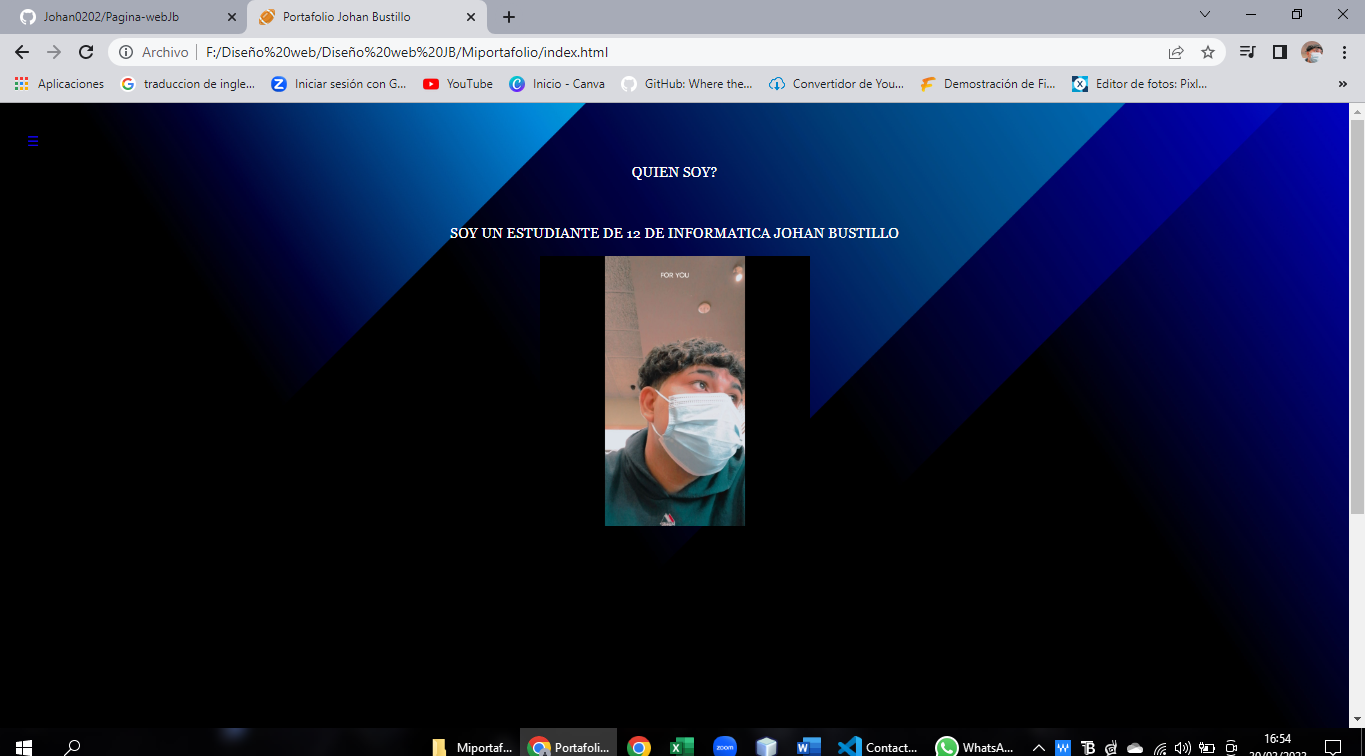 Johan0202/Pagina-webJb
Portafolio Johan Bustillo
Archivo F:/Diseño%20web/Diseño%20web%20JB/Miportafolio/index.html
Aplicaciones traduccion de ingle... Iniciar sesión con G... YouTube Inicio - Canva GitHub: Where the... Convertidor de You... Demostración de Fi... Editor de fotos: Pixl... »
QUIEN SOY?
SOY UN ESTUDIANTE DE 12 DE INFORMATICA JOHAN BUSTILLO
FOR YOU
Miportaf... Portafoli... zoom Contact... WhatsA... 16:54